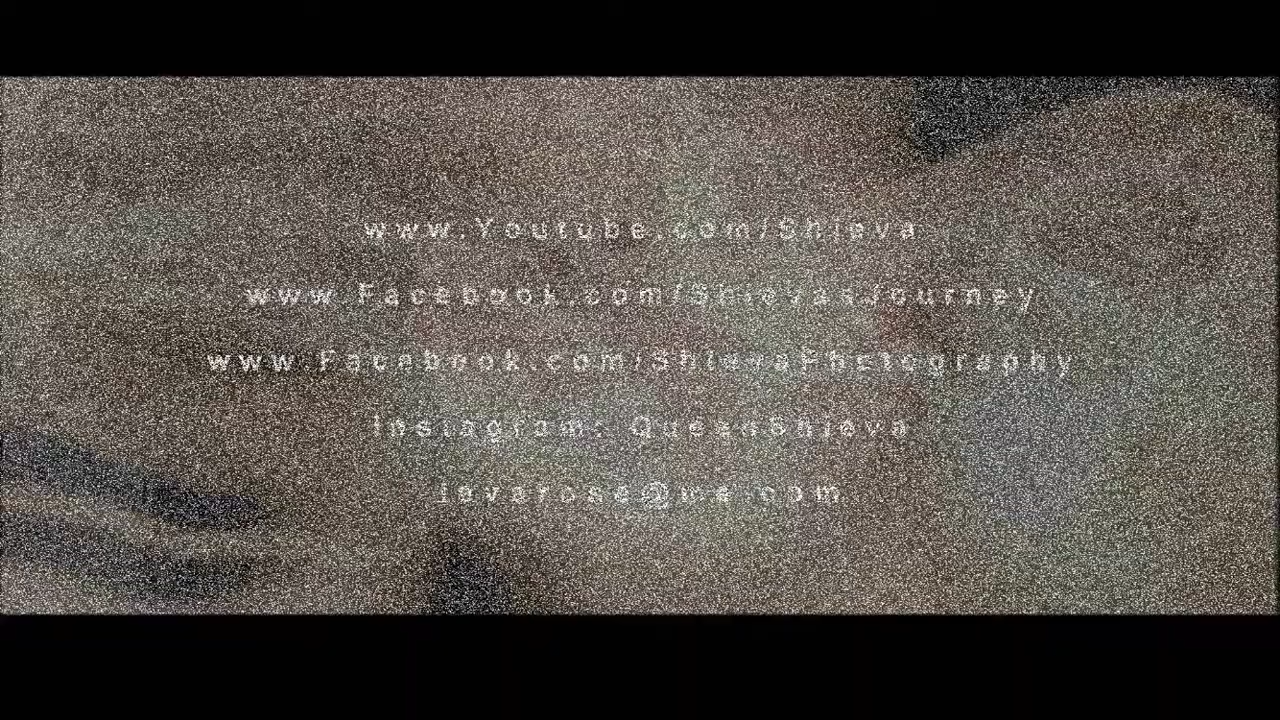 www.Youtube.com/Shieva
www.Facebook.com/ShievasJourney
www.Facebook.com/ShievaPhotography
Instagram: QueenShieva